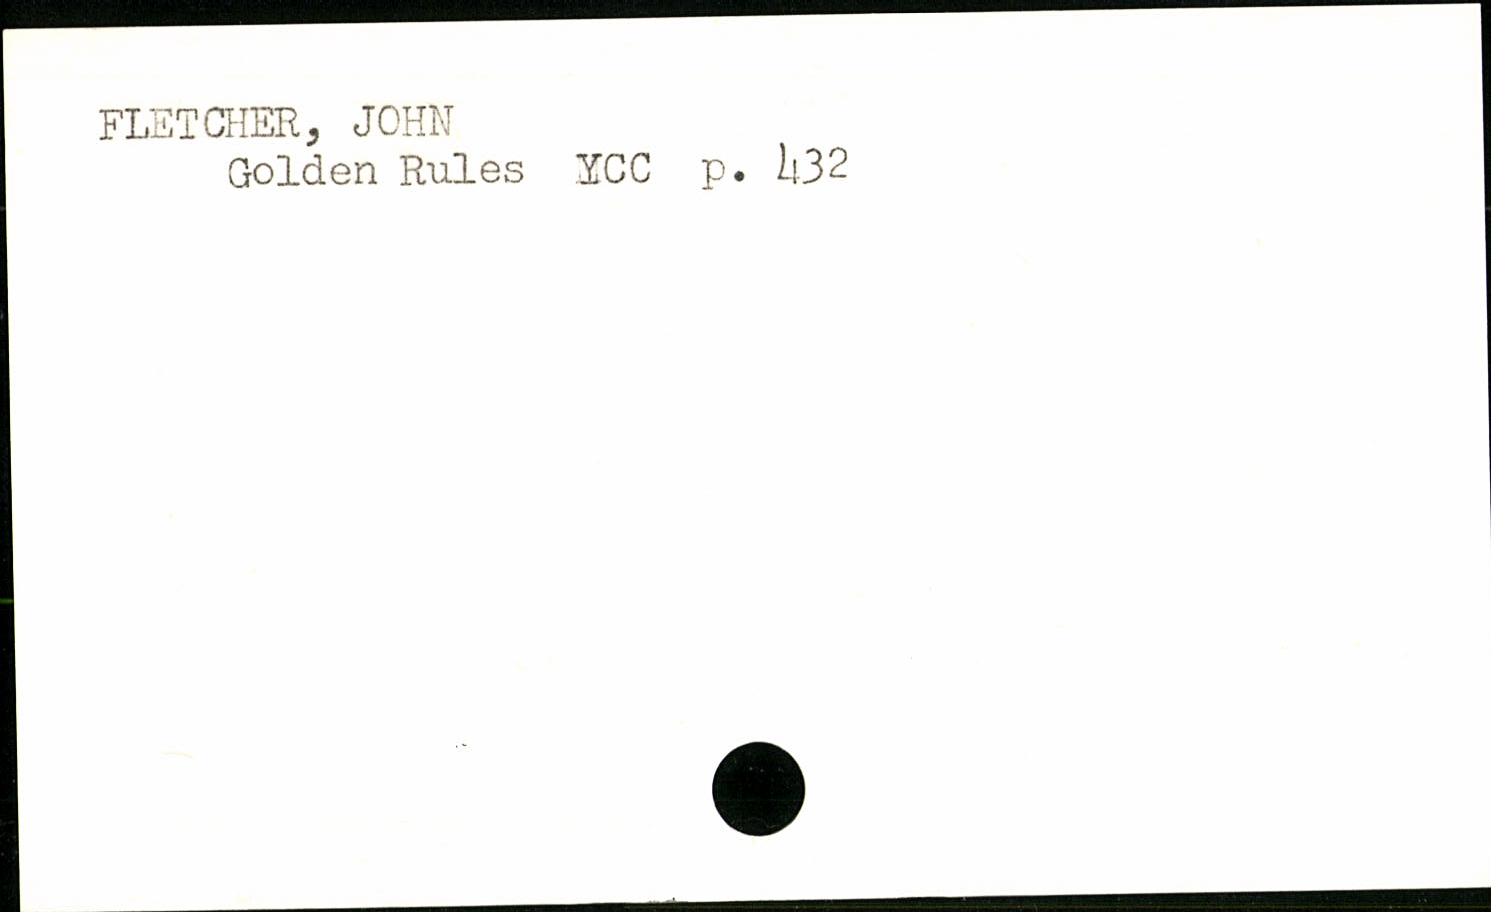 FLETCHER, JOHN
Golden Rules YCC p. 432